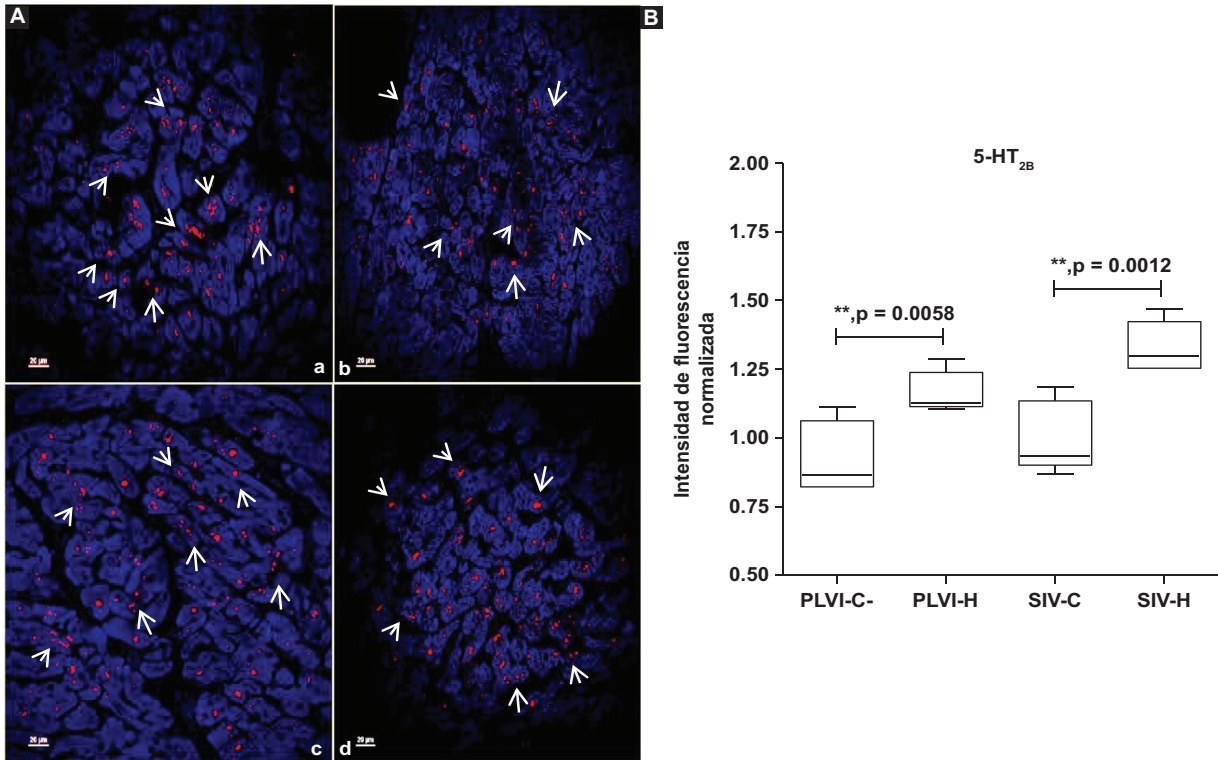 A
a
20 µm
b
20 µm
c
20 µm
d
20 µm
B
5-HT2B
Intensidad de fluorescencia
normalizada
2.00
1.75
1.50
1.25
1.00
0.75
0.50
**,p = 0.0058
**,p = 0.0012
PLVI-C-
PLVI-H
SIV-C
SIV-H